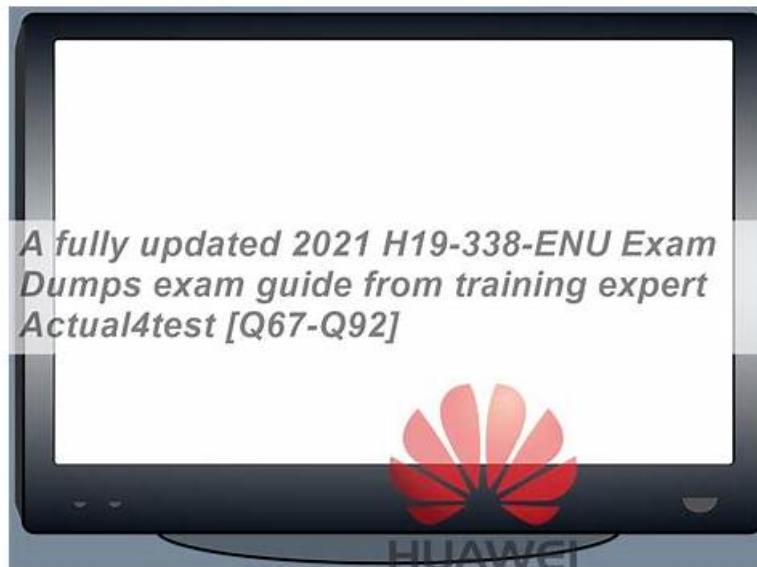 A fully updated 2021 H19-338-ENU Exam
Dumps exam guide from training expert
Actual4test [Q67-Q92]
HUAWEI